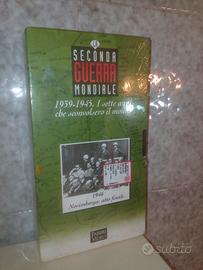 LA
SECONDA
GUERRA
MONDIALE
1939-1945. I sette anni
che sconvolsero il mondo
1946
Norimberga: atto finale
subito